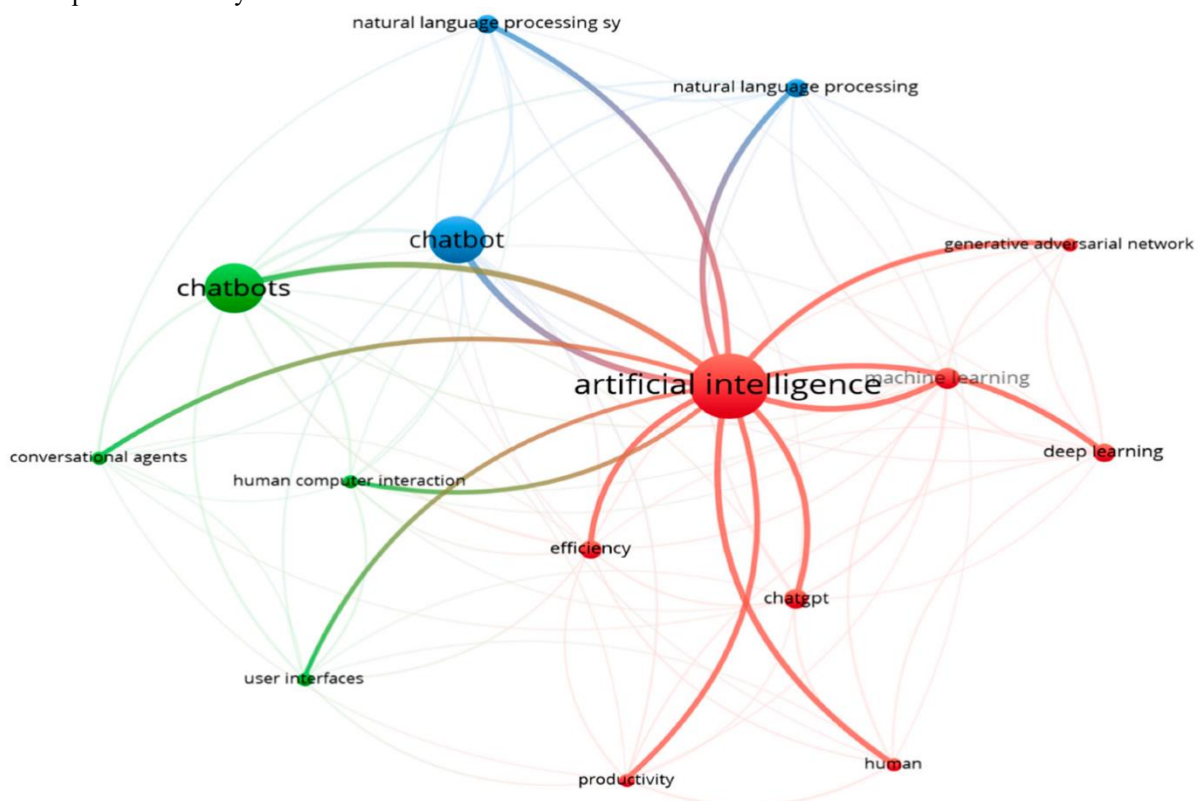 natural language processing sy
natural language processing
chatbot
generative adversarial network
chatbots
artificial intelligence
machine learning
deep learning
conversational agents
human computer interaction
efficiency
chatgpt
user interfaces
human
productivity